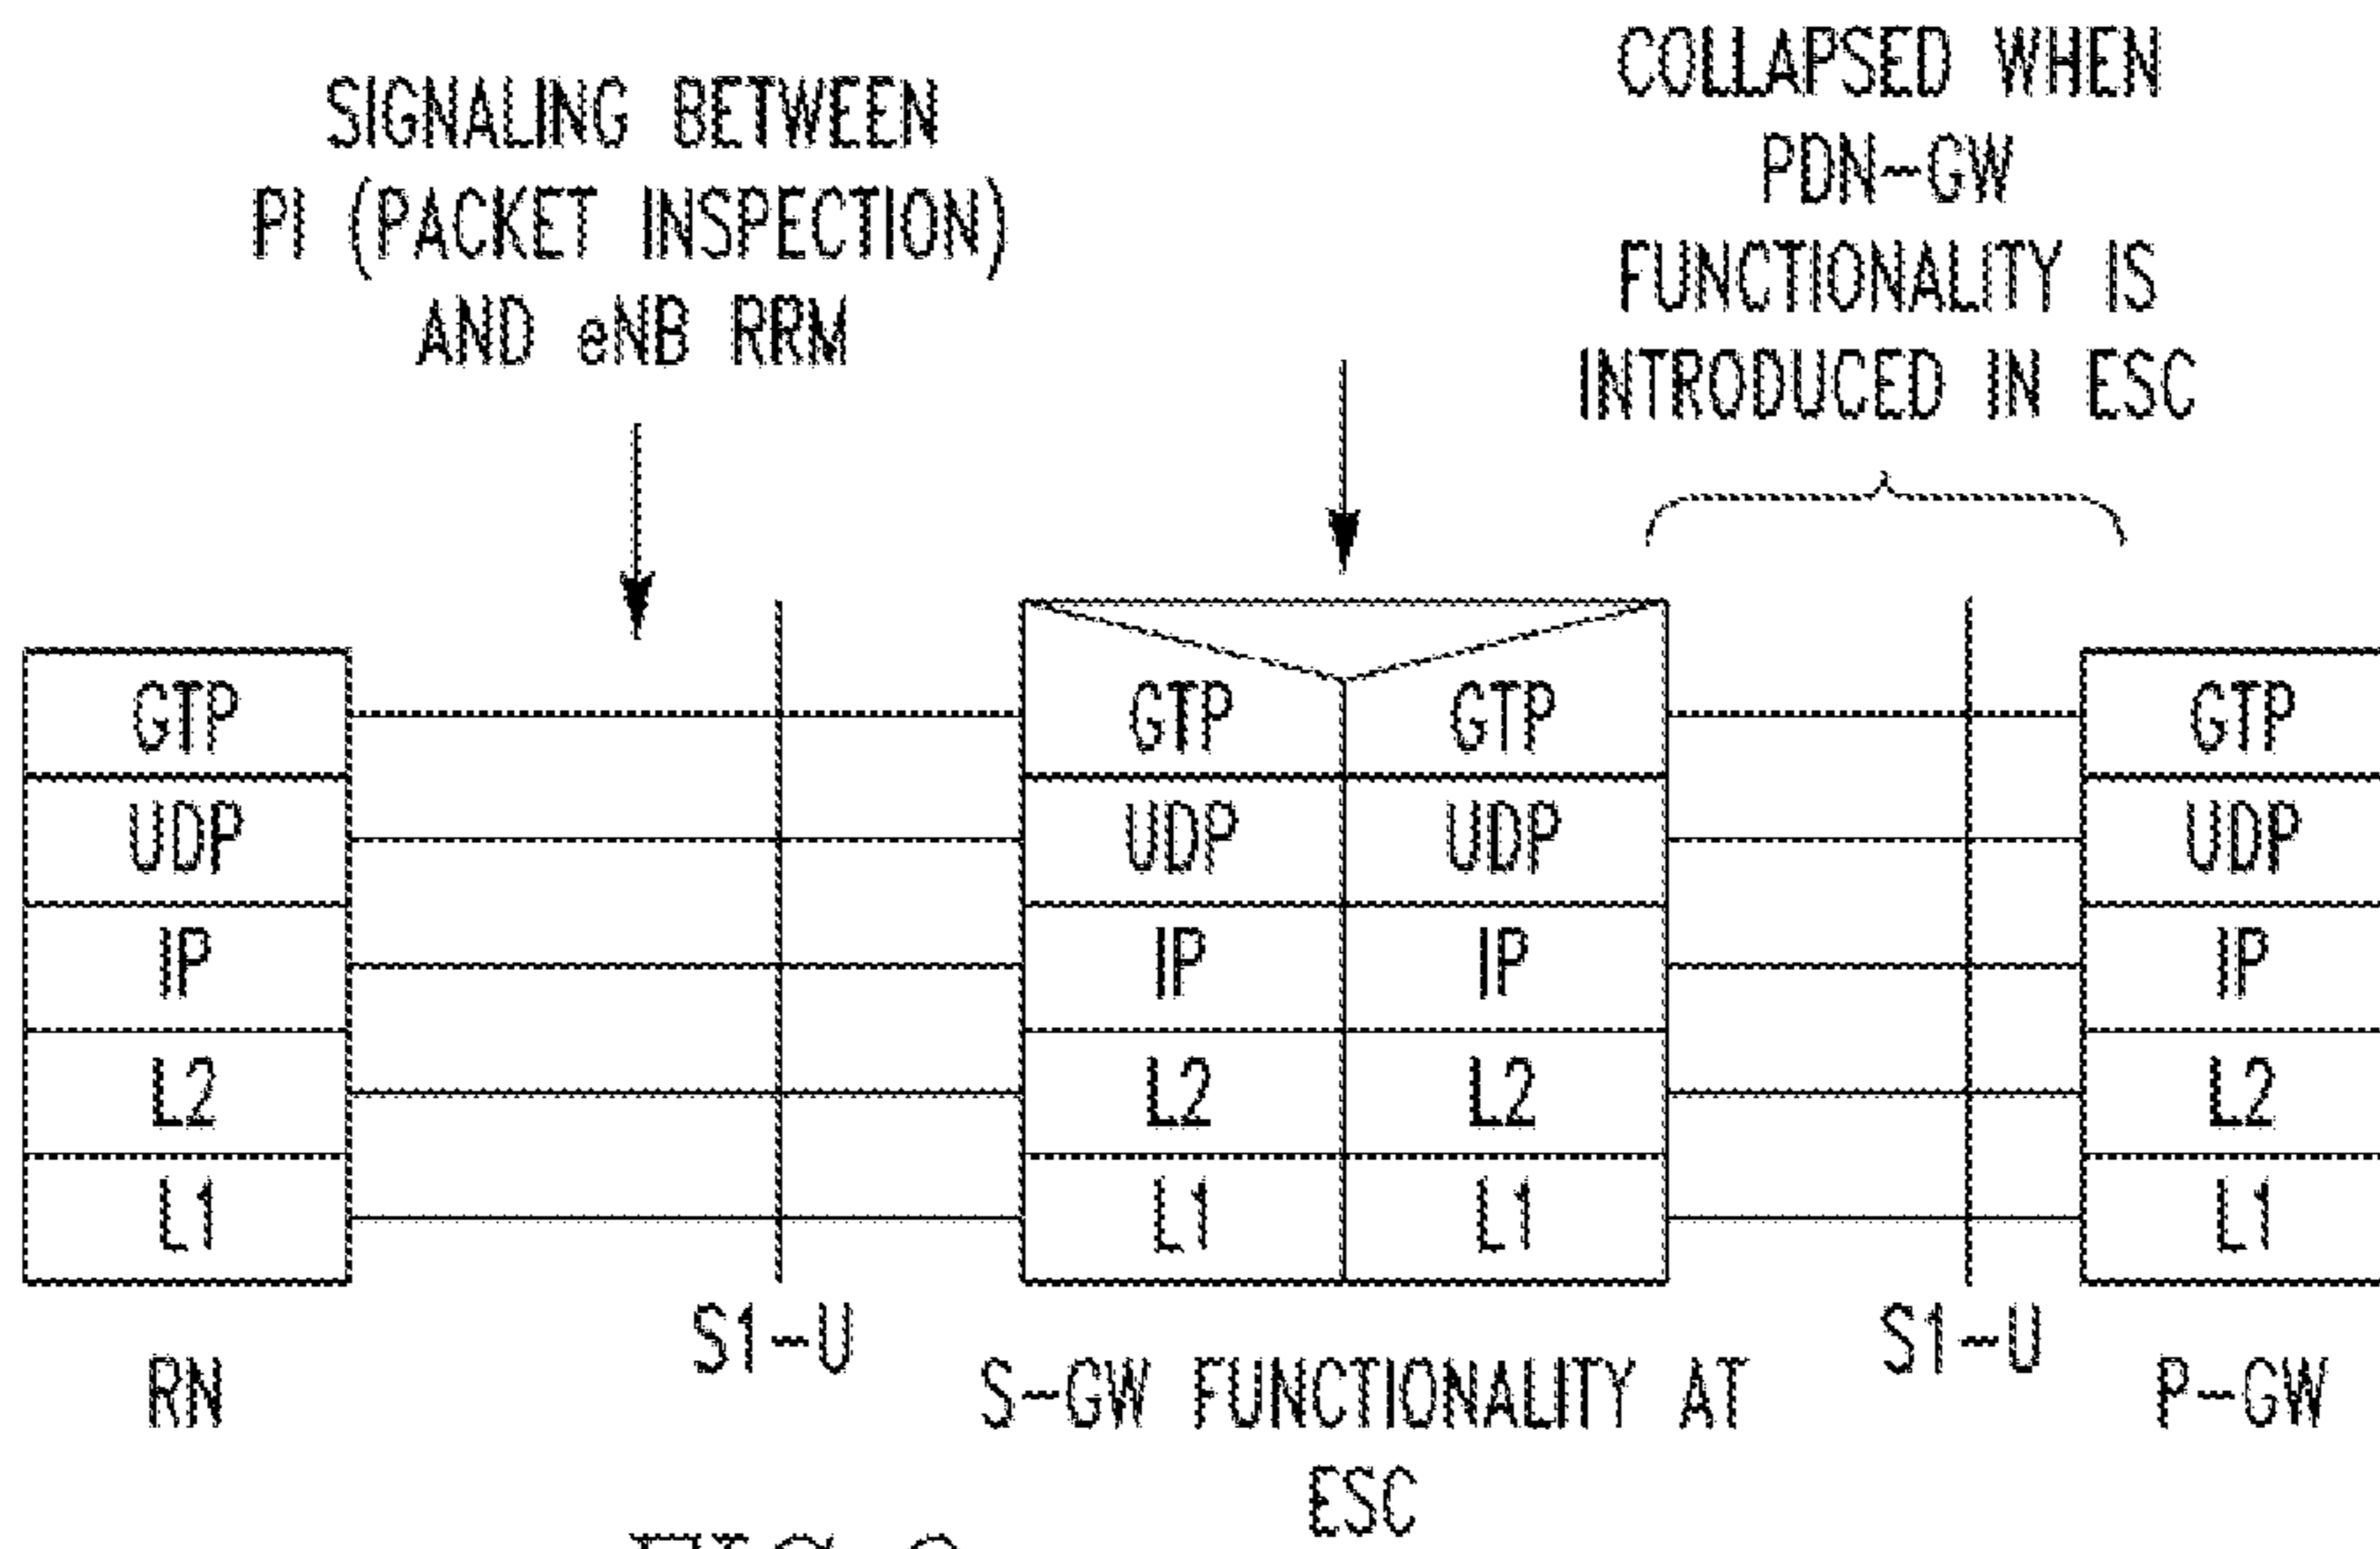 SIGNALING BETWEEN
PI (PACKET INSPECTION)
AND eNB RRM
COLLAPSED WHEN
PDN-GW
FUNCTIONALITY IS
INTRODUCED IN ESC
GTP
UDP
IP
L2
L1
RN
S1-U
GTP GTP
UDP UDP
IP IP
L2 L2
L1 L1
S-GW FUNCTIONALITY AT
ESC
S1-U
GTP
UDP
IP
L2
L1
P-GW